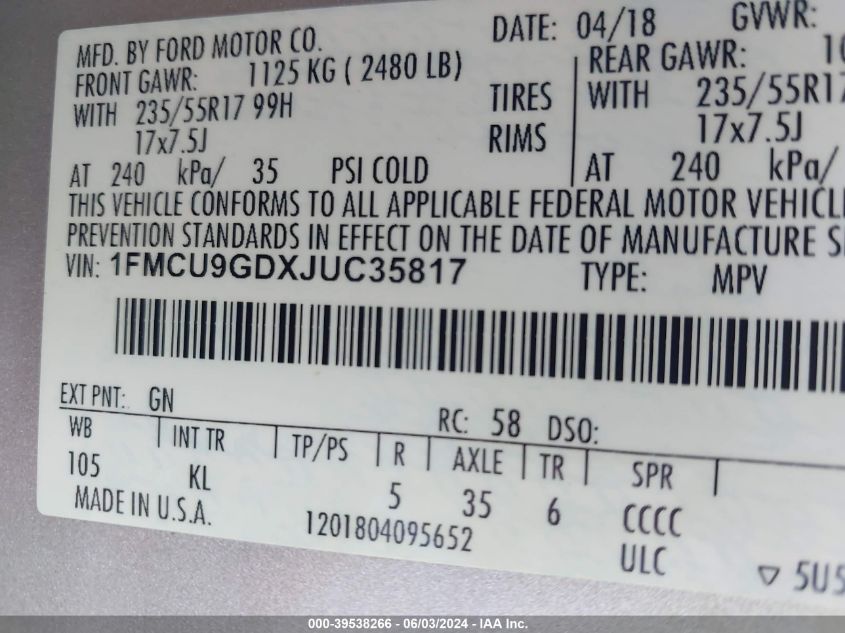 MFD. BY FORD MOTOR CO. DATE: 04/18 GVWR:
FRONT GAWR: 1125 KG ( 2480 LB) REAR GAWR: 10
WITH 235/55R17 99H TIRES WITH 235/55R17
17x7.5J RIMS 17x7.5J
AT 240 kPa/ 35 PSI COLD AT 240 kPa/
THIS VEHICLE CONFORMS TO ALL APPLICABLE FEDERAL MOTOR VEHICL
PREVENTION STANDARDS IN EFFECT ON THE DATE OF MANUFACTURE S
VIN: 1FMCU9GDXJUC35817 TYPE: MPV
EXT PNT: GN RC: 58 DSO:
WB INT TR TP/PS R AXLE TR SPR
105 KL 5 35 6 CCCC
MADE IN U.S.A. 1201804095652 ULC ▽ 5U5
000-39538266 - 06/03/2024 - IAA Inc.